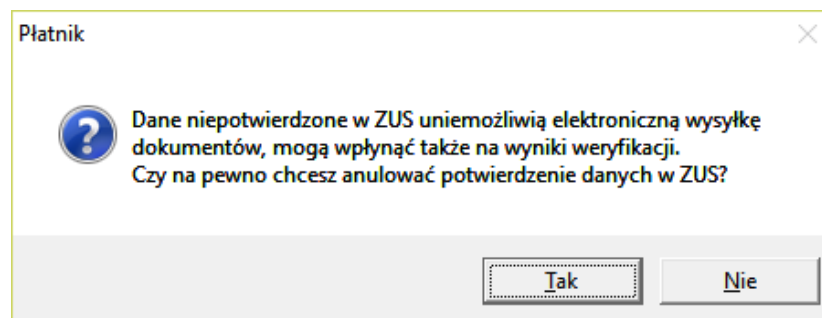 Płatnik
Dane niepotwierdzone w ZUS uniemożliwią elektroniczną wysyłkę
dokumentów, mogą wpłynąć także na wyniki weryfikacji.
Czy na pewno chcesz anulować potwierdzenie danych w ZUS?
Tak Nie